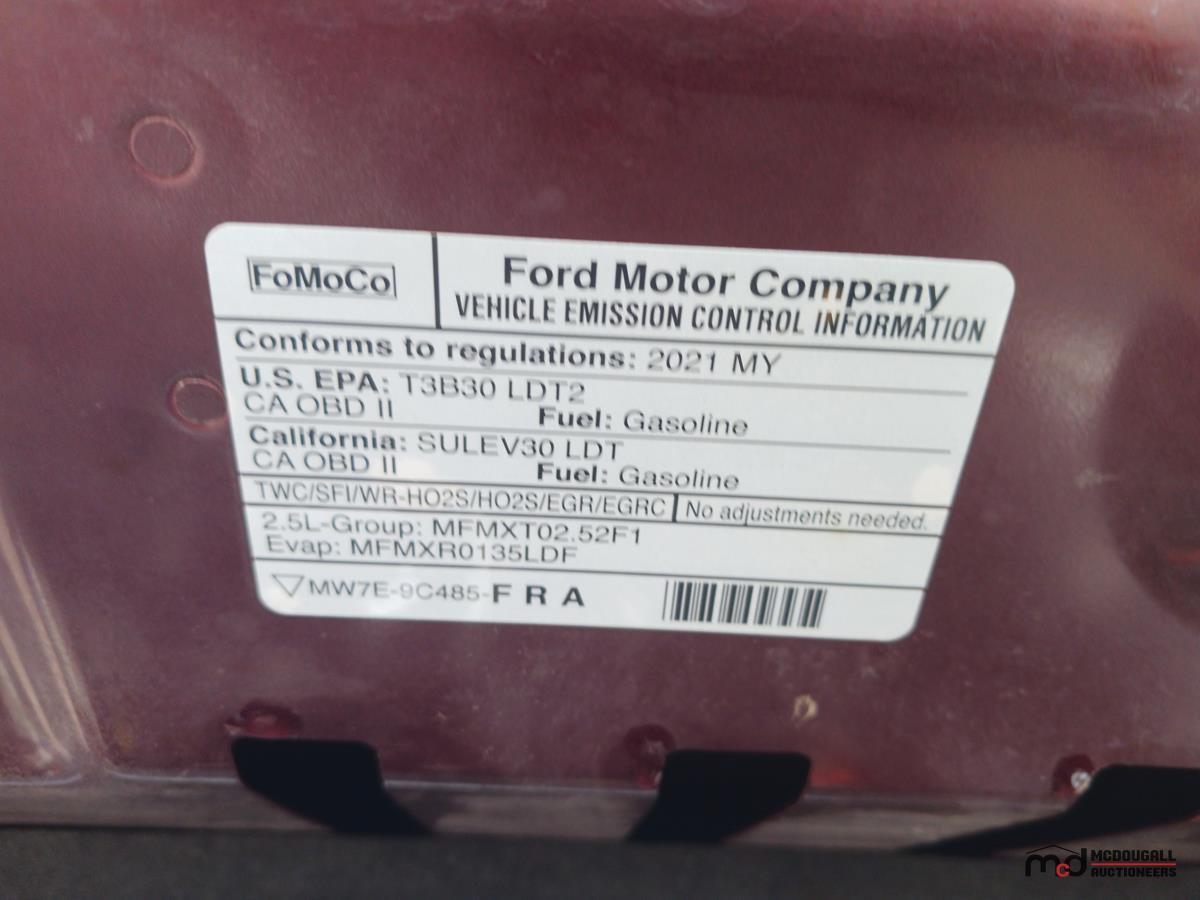 FoMoCo
Ford Motor Company
VEHICLE EMISSION CONTROL INFORMATION
Conforms to regulations: 2021 MY
U.S. EPA: T3B30 LDT2
CA OBD II Fuel: Gasoline
California: SULEV30 LDT
CA OBD II Fuel: Gasoline
TWC/SFI/WR-HO2S/HO2S/EGR/EGRC No adjustments needed.
2.5L-Group: MFMXT02.52F1
Evap: MFMXR0135LDF
MW7E-9C485-F R A
mcd MCDOUGALL
AUCTIONEERS